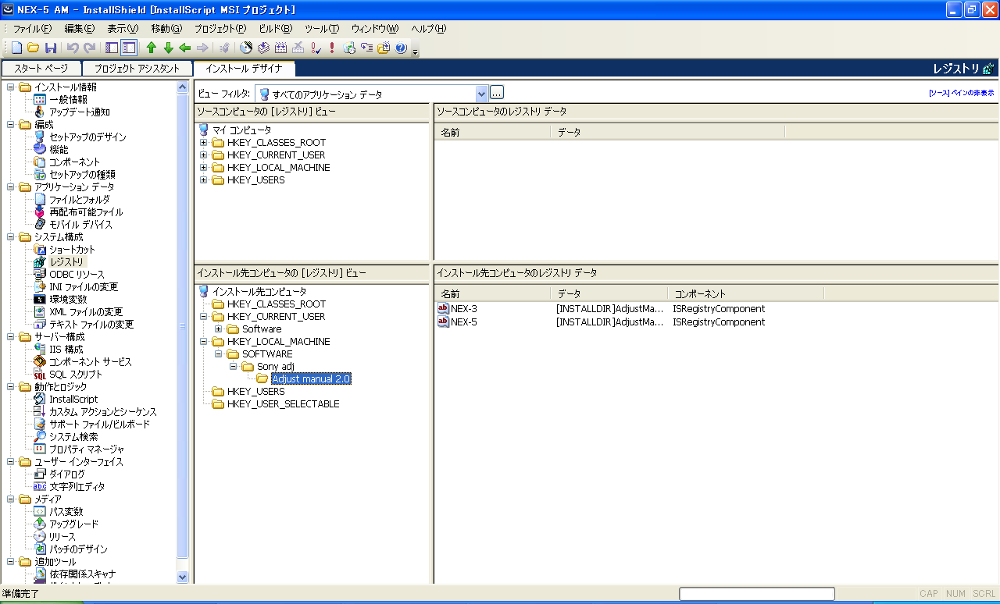 NEX-5 AM - InstallShield [InstallScript MSI プロジェクト]
ファイル(F) 編集(E) 表示(V) 移動(G) プロジェクト(P) ビルド(B) ツール(T) ウィンドウ(W) ヘルプ(H)
スタート ページ プロジェクト アシスタント インストール デザイナ レジストリ
インストール情報
一般情報
アップデート通知
編成
セットアップのデザイン
機能
コンポーネント
セットアップの種類
アプリケーション データ
ファイルとフォルダ
再配布可能ファイル
モバイル デバイス
システム構成
ショートカット
レジストリ
ODBC リソース
INI ファイルの変更
環境変数
XML ファイルの変更
テキスト ファイルの変更
サーバー構成
IIS 構成
コンポーネント サービス
SQL スクリプト
動作とロジック
InstallScript
カスタム アクションとシーケンス
サポート ファイル/ビルボード
システム検索
プロパティ マネージャ
ユーザー インターフェイス
ダイアログ
文字列エディタ
メディア
パス変数
アップグレード
リリース
パッチのデザイン
追加ツール
依存関係スキャナ
ビュー フィルタ: すべてのアプリケーション データ ... [ソース] ペインの非表示
ソースコンピュータの [レジストリ] ビュー
マイ コンピュータ
HKEY_CLASSES_ROOT
HKEY_CURRENT_USER
HKEY_LOCAL_MACHINE
HKEY_USERS
ソースコンピュータのレジストリ データ
名前 データ
インストール先コンピュータの [レジストリ] ビュー
インストール先コンピュータ
HKEY_CLASSES_ROOT
HKEY_CURRENT_USER
Software
HKEY_LOCAL_MACHINE
SOFTWARE
Sony adj
Adjust manual 2.0
HKEY_USERS
HKEY_USER_SELECTABLE
インストール先コンピュータのレジストリ データ
名前 データ コンポーネント
NEX-3 [INSTALLDIR]AdjustMa... ISRegistryComponent
NEX-5 [INSTALLDIR]AdjustMa... ISRegistryComponent
準備完了 CAP NUM SCRL